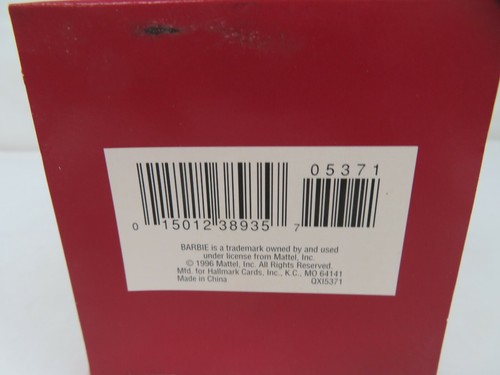 05371
0 15012 38935 7
BARBIE is a trademark owned by and used
under license from Mattel, Inc.
© 1996 Mattel, Inc. All Rights Reserved
Mfd. for Hallmark Cards, Inc., K.C., MO 64141
Made in China QXI5371